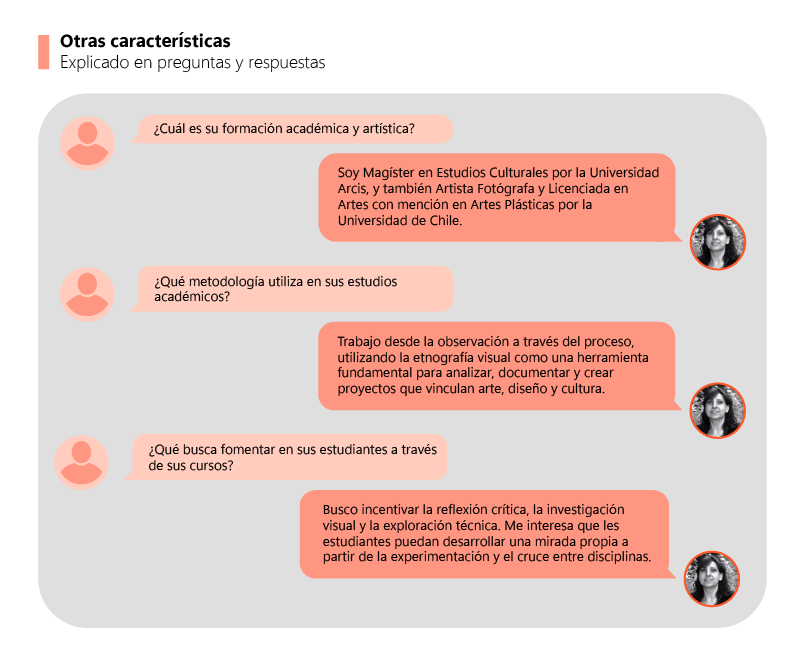 Otras características
Explicado en preguntas y respuestas
¿Cuál es su formación académica y artística?
Soy Magíster en Estudios Culturales por la Universidad
Arcis, y también Artista Fotógrafa y Licenciada en
Artes con mención en Artes Plásticas por la
Universidad de Chile.
¿Qué metodología utiliza en sus estudios
académicos?
Trabajo desde la observación a través del proceso,
utilizando la etnografía visual como una herramienta
fundamental para analizar, documentar y crear
proyectos que vinculan arte, diseño y cultura.
¿Qué busca fomentar en sus estudiantes a través
de sus cursos?
Busco incentivar la reflexión crítica, la investigación
visual y la exploración técnica. Me interesa que les
estudiantes puedan desarrollar una mirada propia a
partir de la experimentación y el cruce entre disciplinas.